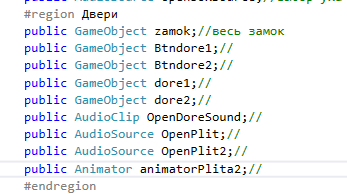 #region Двери
public GameObject zamok;//весь замок
public GameObject Btndore1;//
public GameObject Btndore2;//
public GameObject dore1;//
public GameObject dore2;//
public AudioClip OpenDoreSound;//
public AudioSource OpenPlit;//
public AudioSource OpenPlit2;//
public Animator animatorPlita2;//
#endregion